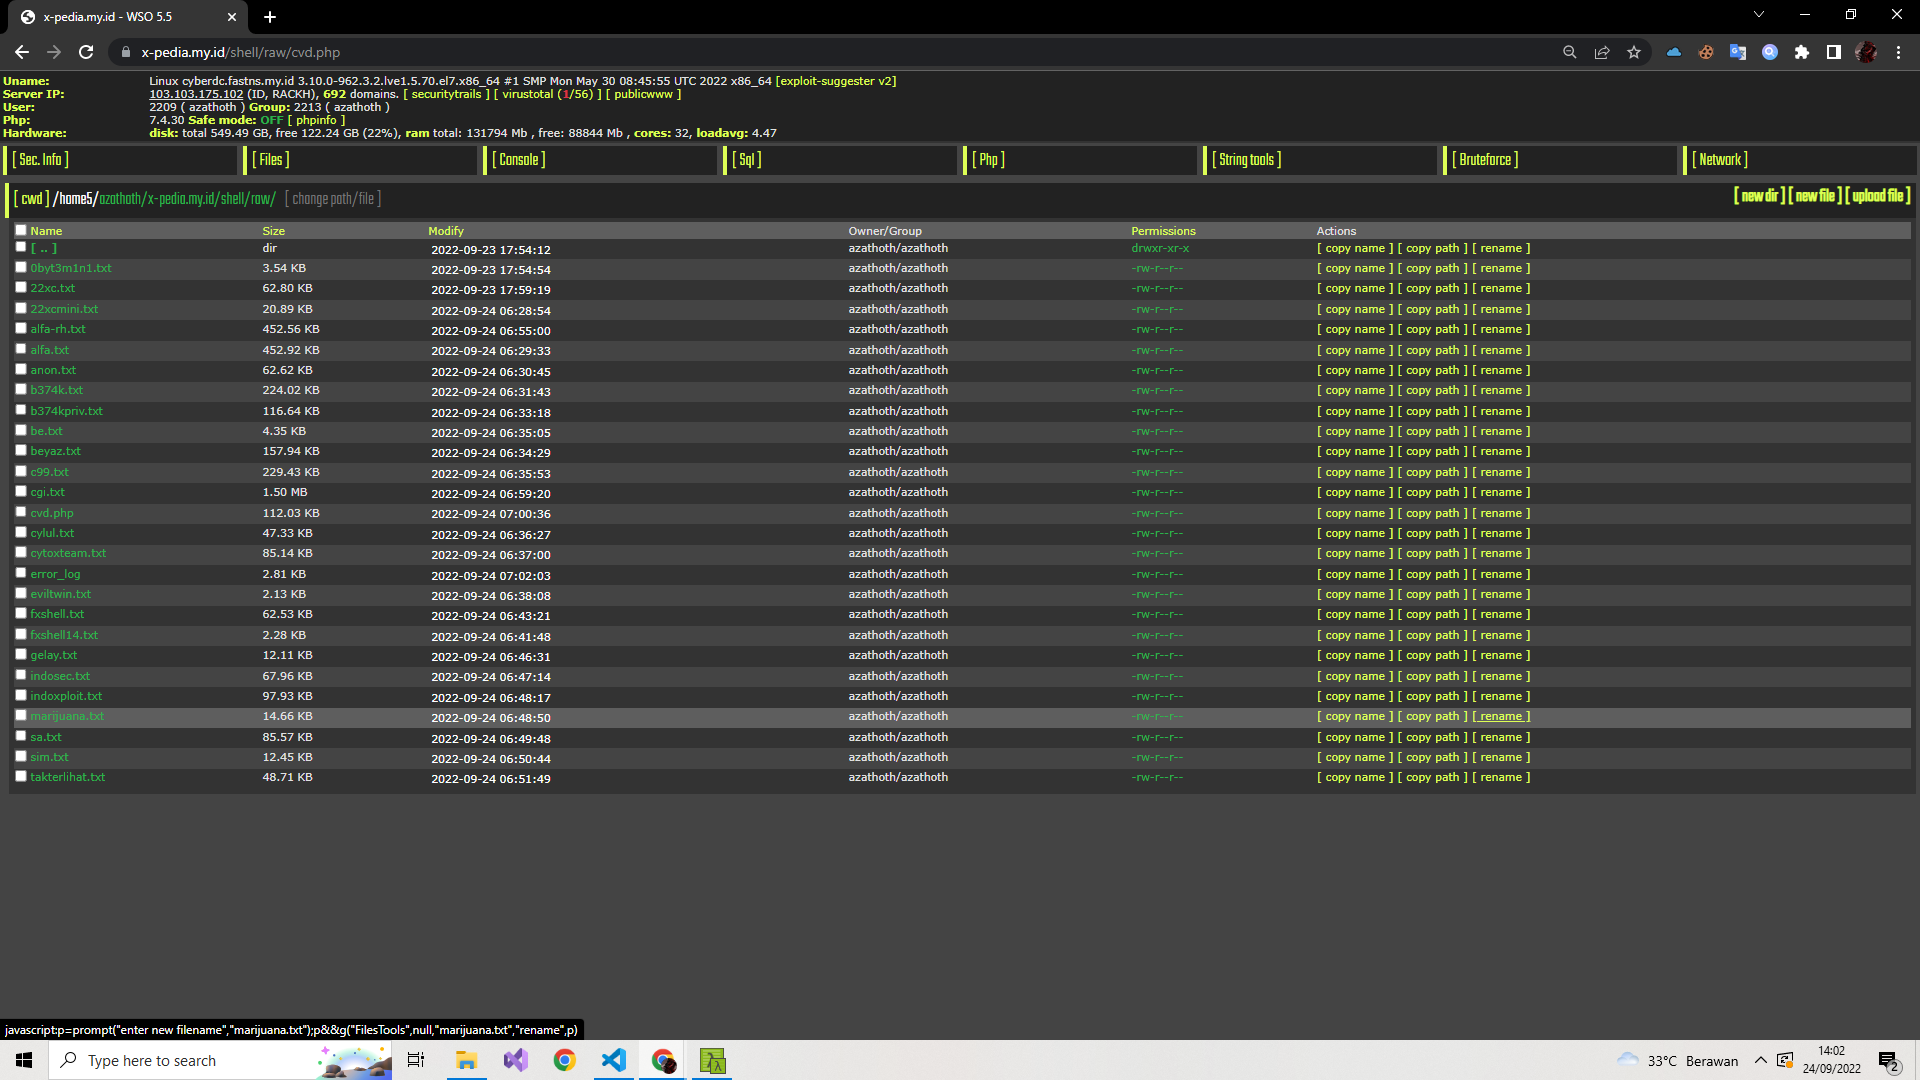 x-pedia.my.id - WSO 5.5
x-pedia.my.id/shell/raw/cvd.php
Uname: Linux cyberdc.fastns.my.id 3.10.0-962.3.2.lve1.5.70.el7.x86_64 #1 SMP Mon May 30 08:45:55 UTC 2022 x86_64 [exploit-suggester v2]
Server IP: 103.103.175.102 (ID, RACKH), 692 domains. [ securitytrails ] [ virustotal (1/56) ] [ publicwww ]
User: 2209 ( azathoth ) Group: 2213 ( azathoth )
Php: 7.4.30 Safe mode: OFF [ phpinfo ]
Hardware: disk: total 549.49 GB, free 122.24 GB (22%), ram total: 131794 Mb , free: 88844 Mb , cores: 32, loadavg: 4.47
[ Sec. Info ] [ Files ] [ Console ] [ Sql ] [ Php ] [ String tools ] [ Bruteforce ] [ Network ]
[ cwd ] /home5/azathoth/x-pedia.my.id/shell/raw/ [ change path/file ] [ new dir ] [ new file ] [ upload file ]
Name Size Modify Owner/Group Permissions Actions
[ .. ] dir 2022-09-23 17:54:12 azathoth/azathoth drwxr-xr-x [ copy name ] [ copy path ] [ rename ]
0byt3m1n1.txt 3.54 KB 2022-09-23 17:54:54 azathoth/azathoth -rw-r--r-- [ copy name ] [ copy path ] [ rename ]
22xc.txt 62.80 KB 2022-09-23 17:59:19 azathoth/azathoth -rw-r--r-- [ copy name ] [ copy path ] [ rename ]
22xcmini.txt 20.89 KB 2022-09-24 06:28:54 azathoth/azathoth -rw-r--r-- [ copy name ] [ copy path ] [ rename ]
alfa-rh.txt 452.56 KB 2022-09-24 06:55:00 azathoth/azathoth -rw-r--r-- [ copy name ] [ copy path ] [ rename ]
alfa.txt 452.92 KB 2022-09-24 06:29:33 azathoth/azathoth -rw-r--r-- [ copy name ] [ copy path ] [ rename ]
anon.txt 62.62 KB 2022-09-24 06:30:45 azathoth/azathoth -rw-r--r-- [ copy name ] [ copy path ] [ rename ]
b374k.txt 224.02 KB 2022-09-24 06:31:43 azathoth/azathoth -rw-r--r-- [ copy name ] [ copy path ] [ rename ]
b374kpriv.txt 116.64 KB 2022-09-24 06:33:18 azathoth/azathoth -rw-r--r-- [ copy name ] [ copy path ] [ rename ]
be.txt 4.35 KB 2022-09-24 06:35:05 azathoth/azathoth -rw-r--r-- [ copy name ] [ copy path ] [ rename ]
beyaz.txt 157.94 KB 2022-09-24 06:34:29 azathoth/azathoth -rw-r--r-- [ copy name ] [ copy path ] [ rename ]
c99.txt 229.43 KB 2022-09-24 06:35:53 azathoth/azathoth -rw-r--r-- [ copy name ] [ copy path ] [ rename ]
cgi.txt 1.50 MB 2022-09-24 06:59:20 azathoth/azathoth -rw-r--r-- [ copy name ] [ copy path ] [ rename ]
cvd.php 112.03 KB 2022-09-24 07:00:36 azathoth/azathoth -rw-r--r-- [ copy name ] [ copy path ] [ rename ]
cylul.txt 47.33 KB 2022-09-24 06:36:27 azathoth/azathoth -rw-r--r-- [ copy name ] [ copy path ] [ rename ]
cytoxteam.txt 85.14 KB 2022-09-24 06:37:00 azathoth/azathoth -rw-r--r-- [ copy name ] [ copy path ] [ rename ]
error_log 2.81 KB 2022-09-24 07:02:03 azathoth/azathoth -rw-r--r-- [ copy name ] [ copy path ] [ rename ]
eviltwin.txt 2.13 KB 2022-09-24 06:38:08 azathoth/azathoth -rw-r--r-- [ copy name ] [ copy path ] [ rename ]
fxshell.txt 62.53 KB 2022-09-24 06:43:21 azathoth/azathoth -rw-r--r-- [ copy name ] [ copy path ] [ rename ]
fxshell14.txt 2.28 KB 2022-09-24 06:41:48 azathoth/azathoth -rw-r--r-- [ copy name ] [ copy path ] [ rename ]
gelay.txt 12.11 KB 2022-09-24 06:46:31 azathoth/azathoth -rw-r--r-- [ copy name ] [ copy path ] [ rename ]
indosec.txt 67.96 KB 2022-09-24 06:47:14 azathoth/azathoth -rw-r--r-- [ copy name ] [ copy path ] [ rename ]
indoxploit.txt 97.93 KB 2022-09-24 06:48:17 azathoth/azathoth -rw-r--r-- [ copy name ] [ copy path ] [ rename ]
marijuana.txt 14.66 KB 2022-09-24 06:48:50 azathoth/azathoth -rw-r--r-- [ copy name ] [ copy path ] [ rename ]
sa.txt 85.57 KB 2022-09-24 06:49:48 azathoth/azathoth -rw-r--r-- [ copy name ] [ copy path ] [ rename ]
sim.txt 12.45 KB 2022-09-24 06:50:44 azathoth/azathoth -rw-r--r-- [ copy name ] [ copy path ] [ rename ]
takterlihat.txt 48.71 KB 2022-09-24 06:51:49 azathoth/azathoth -rw-r--r-- [ copy name ] [ copy path ] [ rename ]
javascript:p=prompt("enter new filename","marijuana.txt");p&&g("FilesTools",null,"marijuana.txt","rename",p)
Type here to search
33°C Berawan
14:02
24/09/2022
2